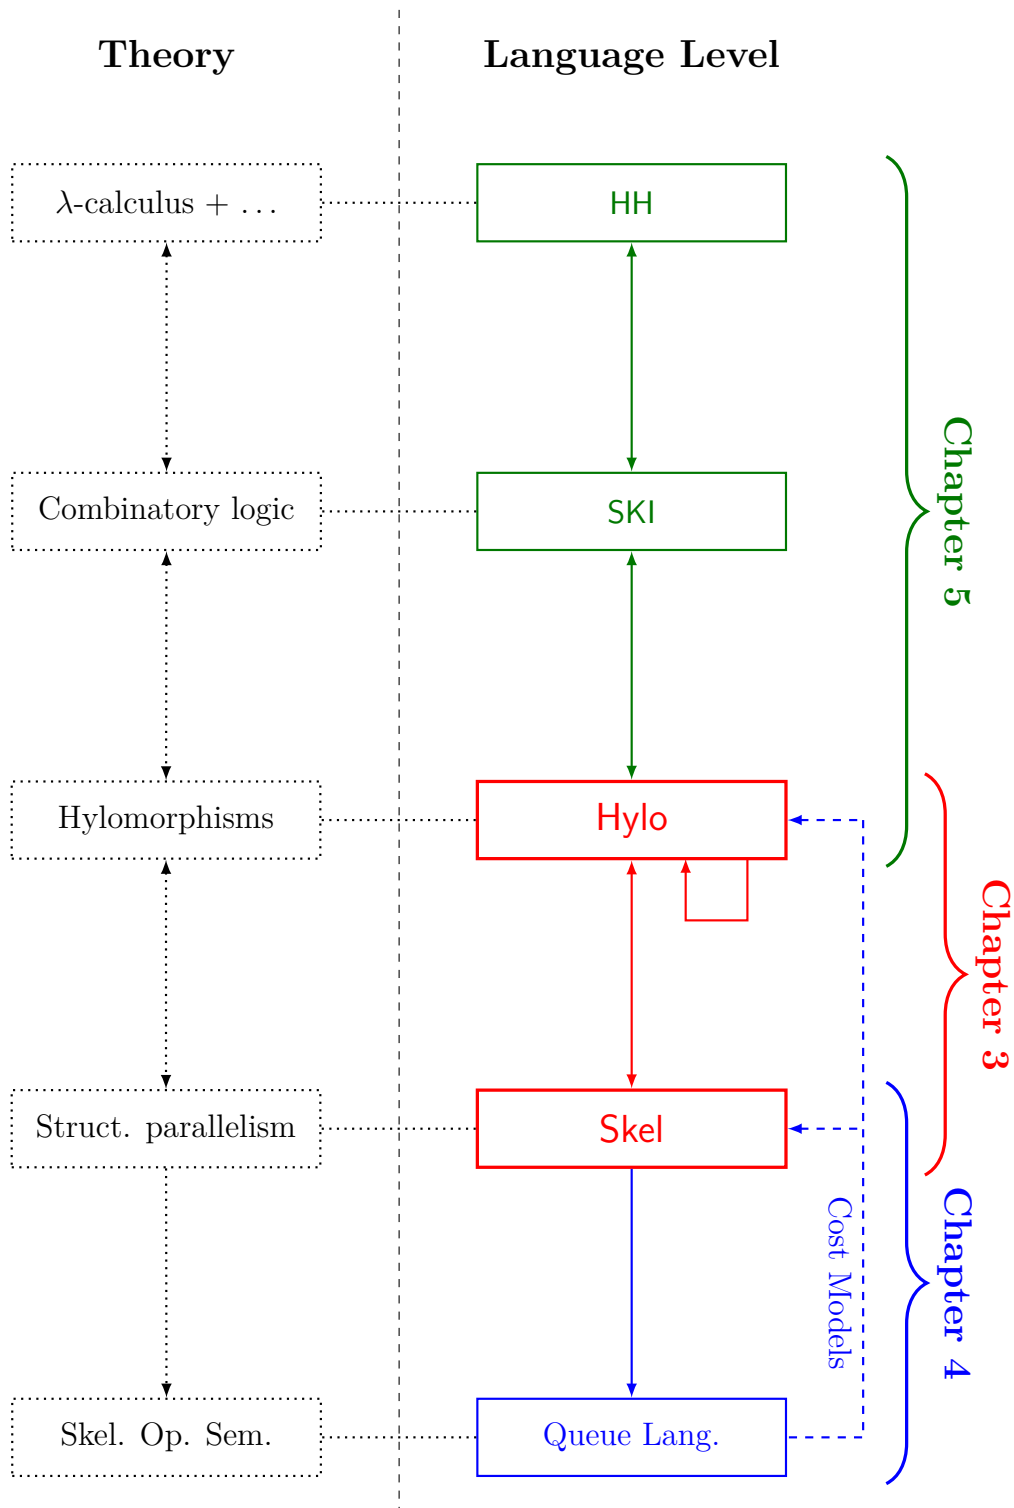 Theory
Language Level
λ-calculus + . . .
HH
Combinatory logic
SKI
Chapter 5
Hylomorphisms
Hylo
Chapter 3
Struct. parallelism
Skel
Cost Models
Chapter 4
Skel. Op. Sem.
Queue Lang.